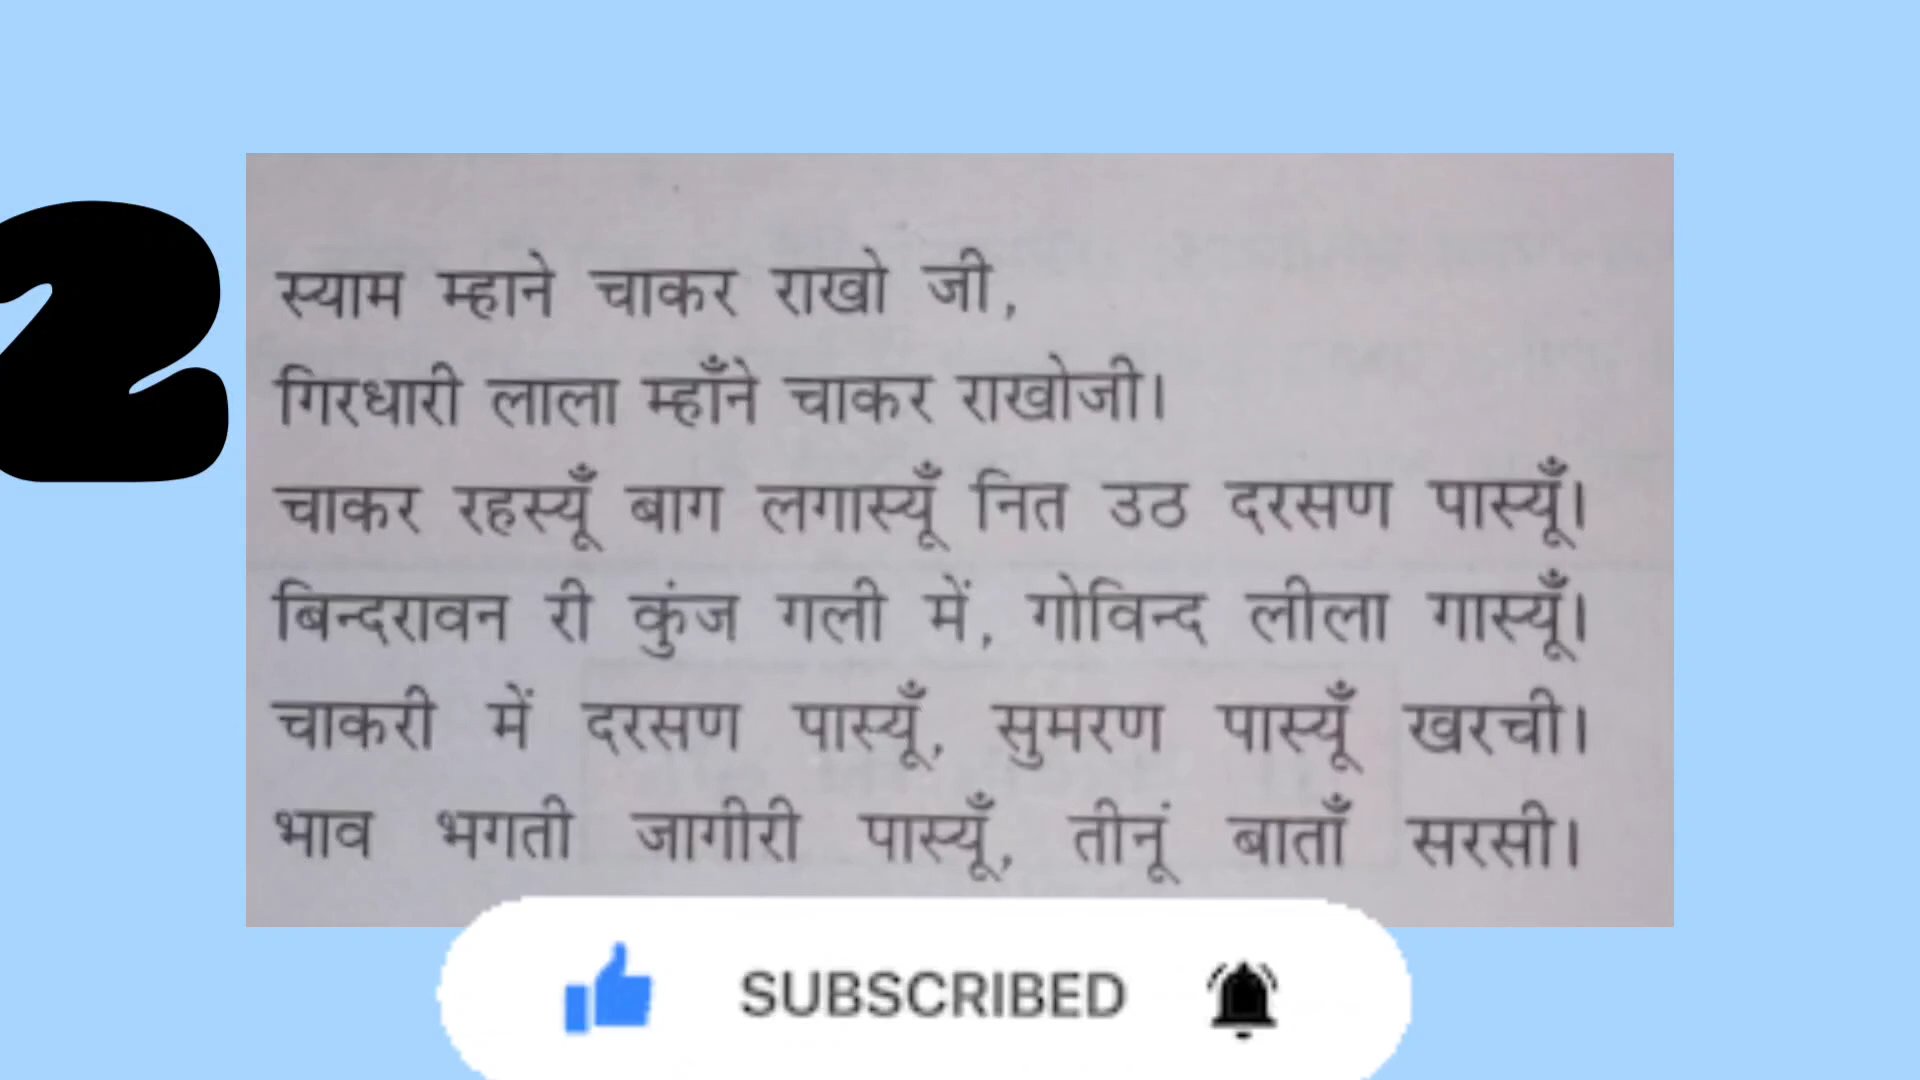 2
स्याम म्हाने चाकर राखो जी,
गिरधारी लाला म्हाँने चाकर राखोजी।
चाकर रहस्यूँ बाग लगास्यूँ नित उठ दरसण पास्यूँ।
बिन्दरावन री कुंज गली में, गोविन्द लीला गास्यूँ।
चाकरी में दरसण पास्यूँ, सुमरण पास्यूँ खरची।
भाव भगती जागीरी पास्यूँ, तीनूं बाताँ सरसी।
SUBSCRIBED